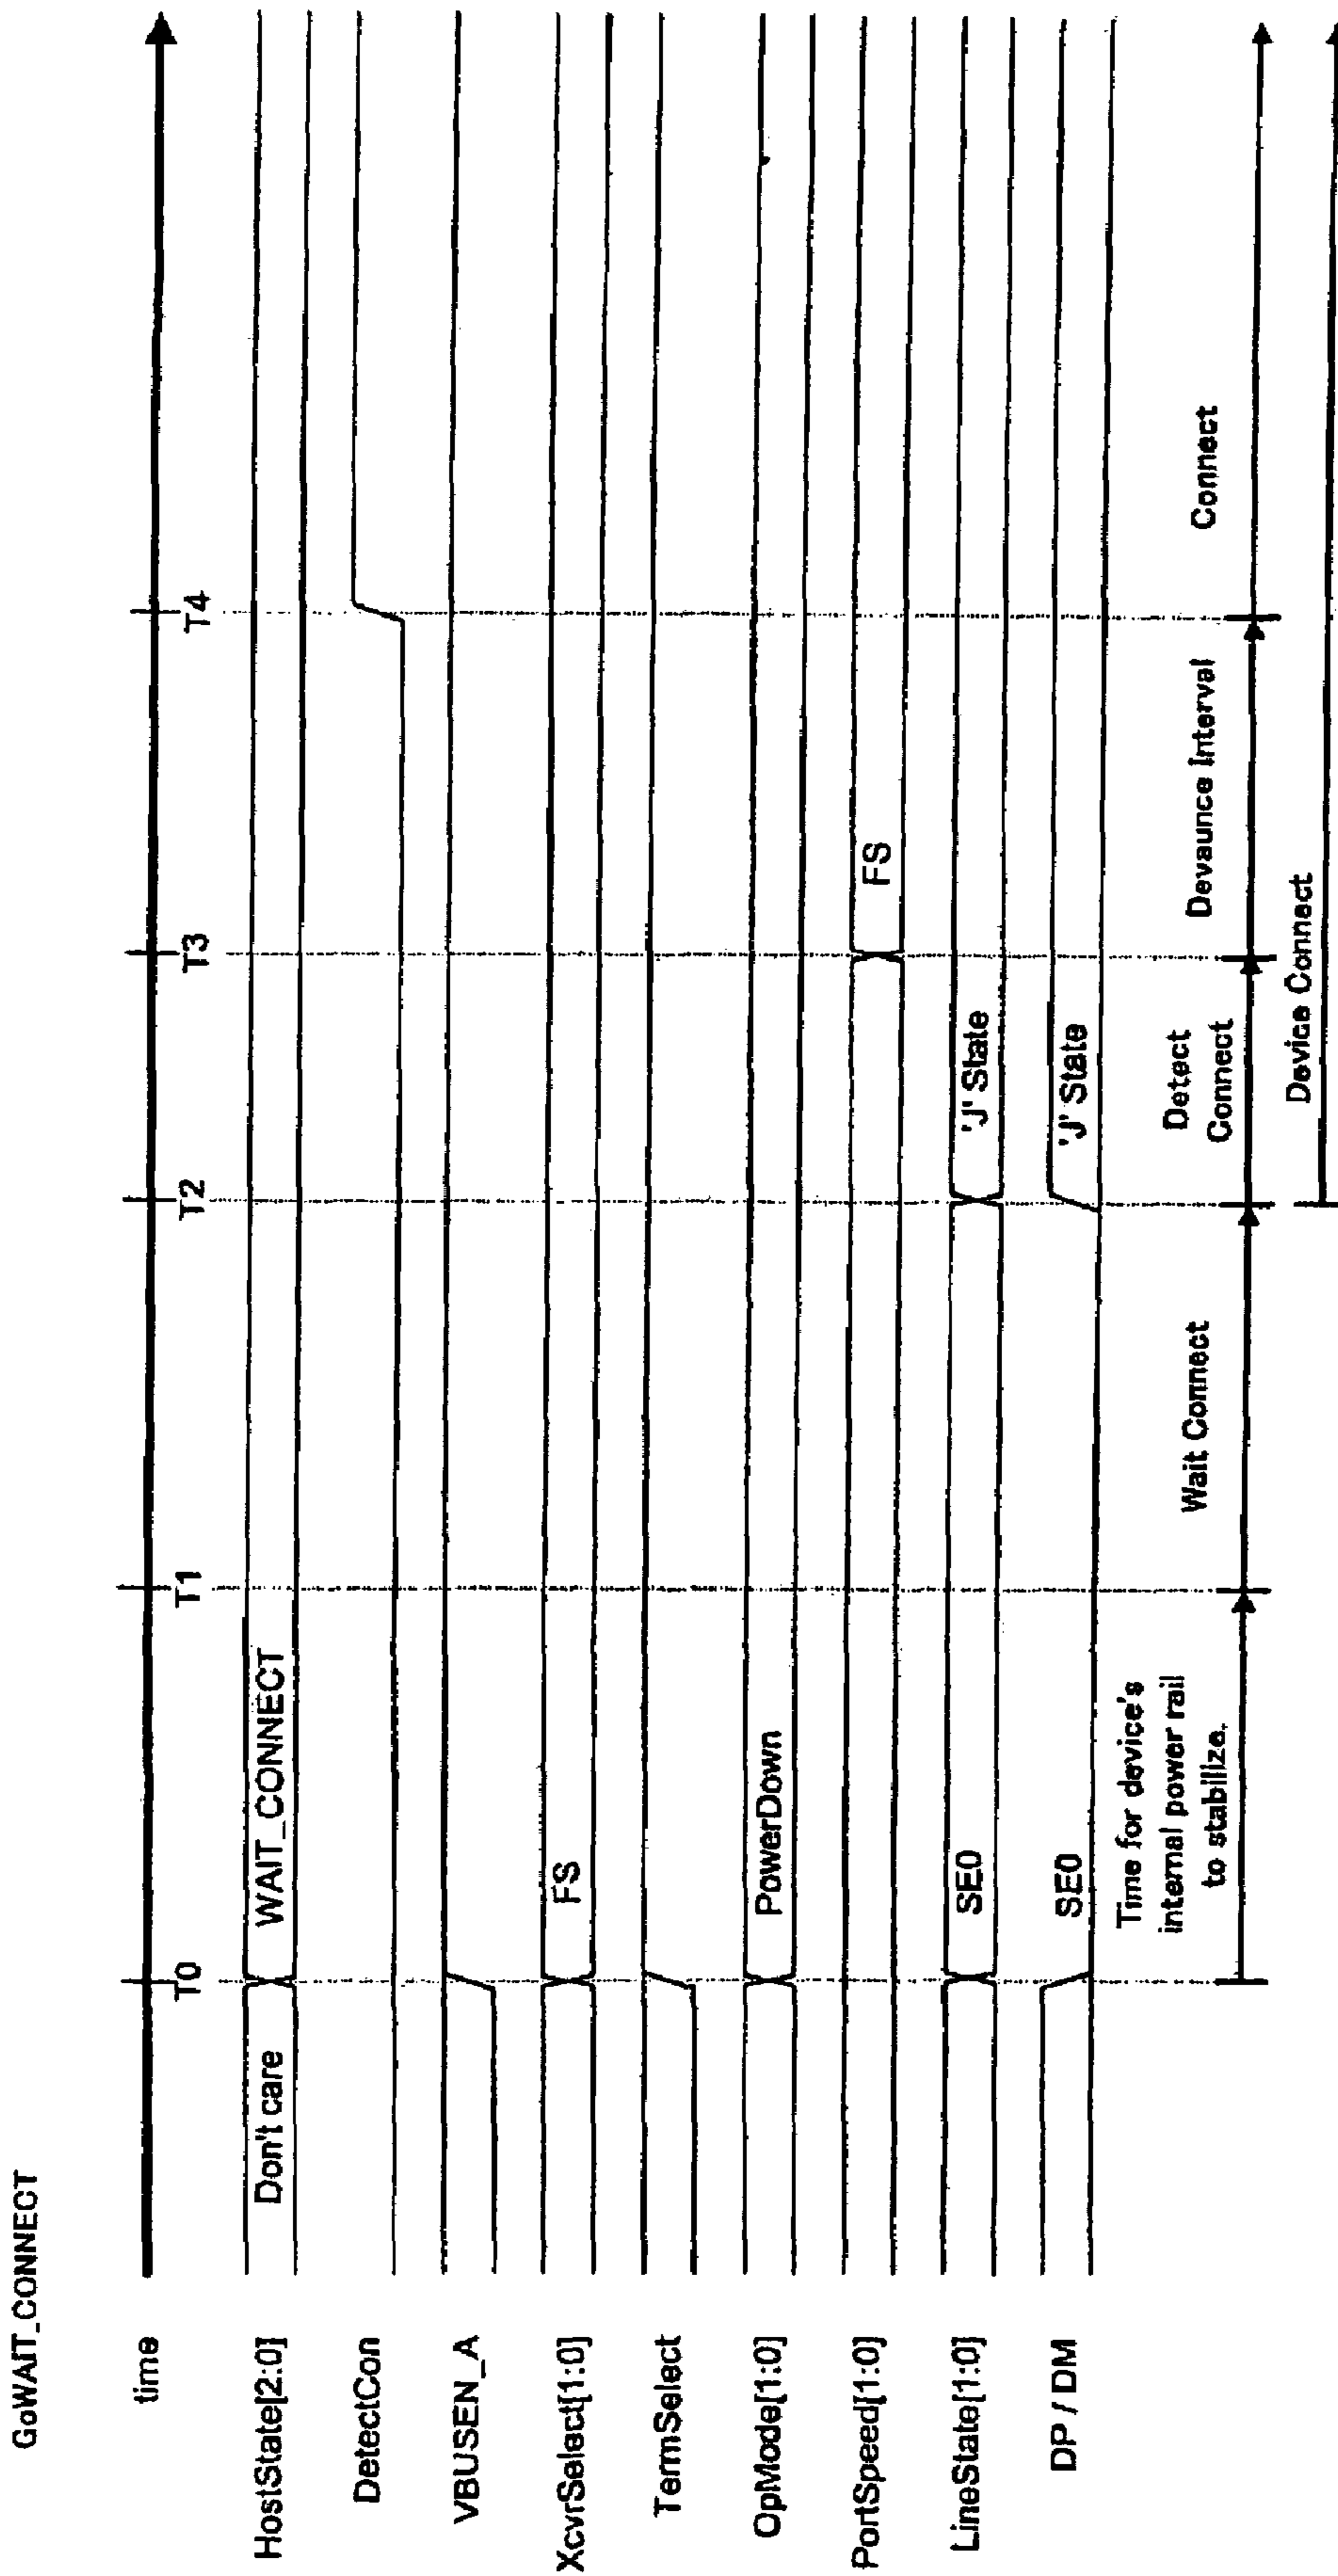 GoWAIT_CONNECT
time
T0
T1
T2
T3
T4
HostState[2:0]
Don't care
WAIT_CONNECT
DetectCon
VBUSEN_A
XcvrSelect[1:0]
FS
TermSelect
OpMode[1:0]
PowerDown
PortSpeed[1:0]
FS
LineState[1:0]
SE0
'J' State
DP / DM
SE0
'J' State
Time for device's
internal power rail
to stabilize.
Wait Connect
Detect
Connect
Devaunce Interval
Connect
Device Connect